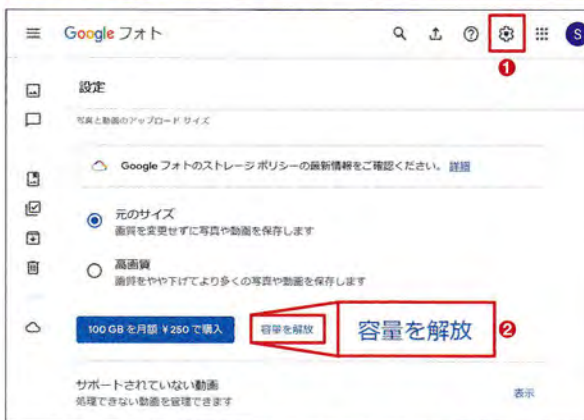 Google フォト
S
❶
設定
写真と動画のアップロード サイズ
Google フォトのストレージ ポリシーの最新情報をご確認ください。 詳細
元のサイズ
画質を変更せずに写真や動画を保存します
高画質
画質をやや下げてより多くの写真や動画を保存します
100 GB を月額 ¥250 で購入
容量を解放
容量を解放
❷
サポートされていない動画
処理できない動画を管理できます
表示